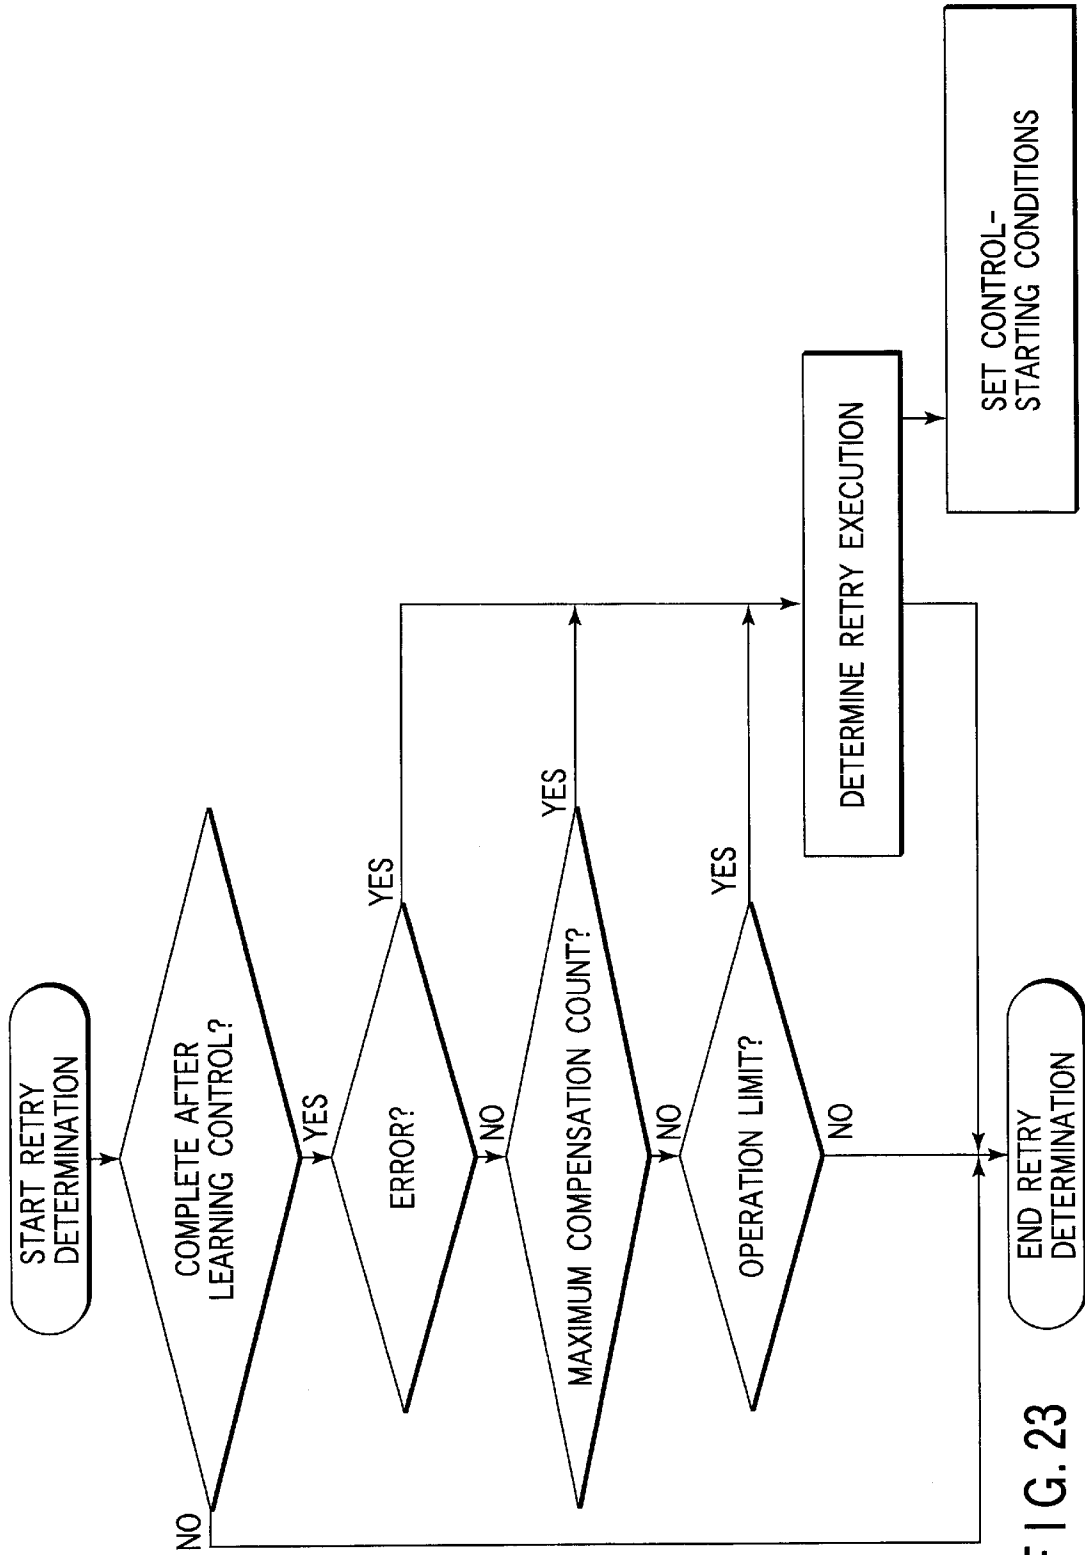 START RETRY
DETERMINATION
COMPLETE AFTER
LEARNING CONTROL?
NO
YES
ERROR?
YES
NO
MAXIMUM COMPENSATION COUNT?
YES
NO
OPERATION LIMIT?
YES
NO
DETERMINE RETRY EXECUTION
SET CONTROL-
STARTING CONDITIONS
END RETRY
DETERMINATION
FIG. 23